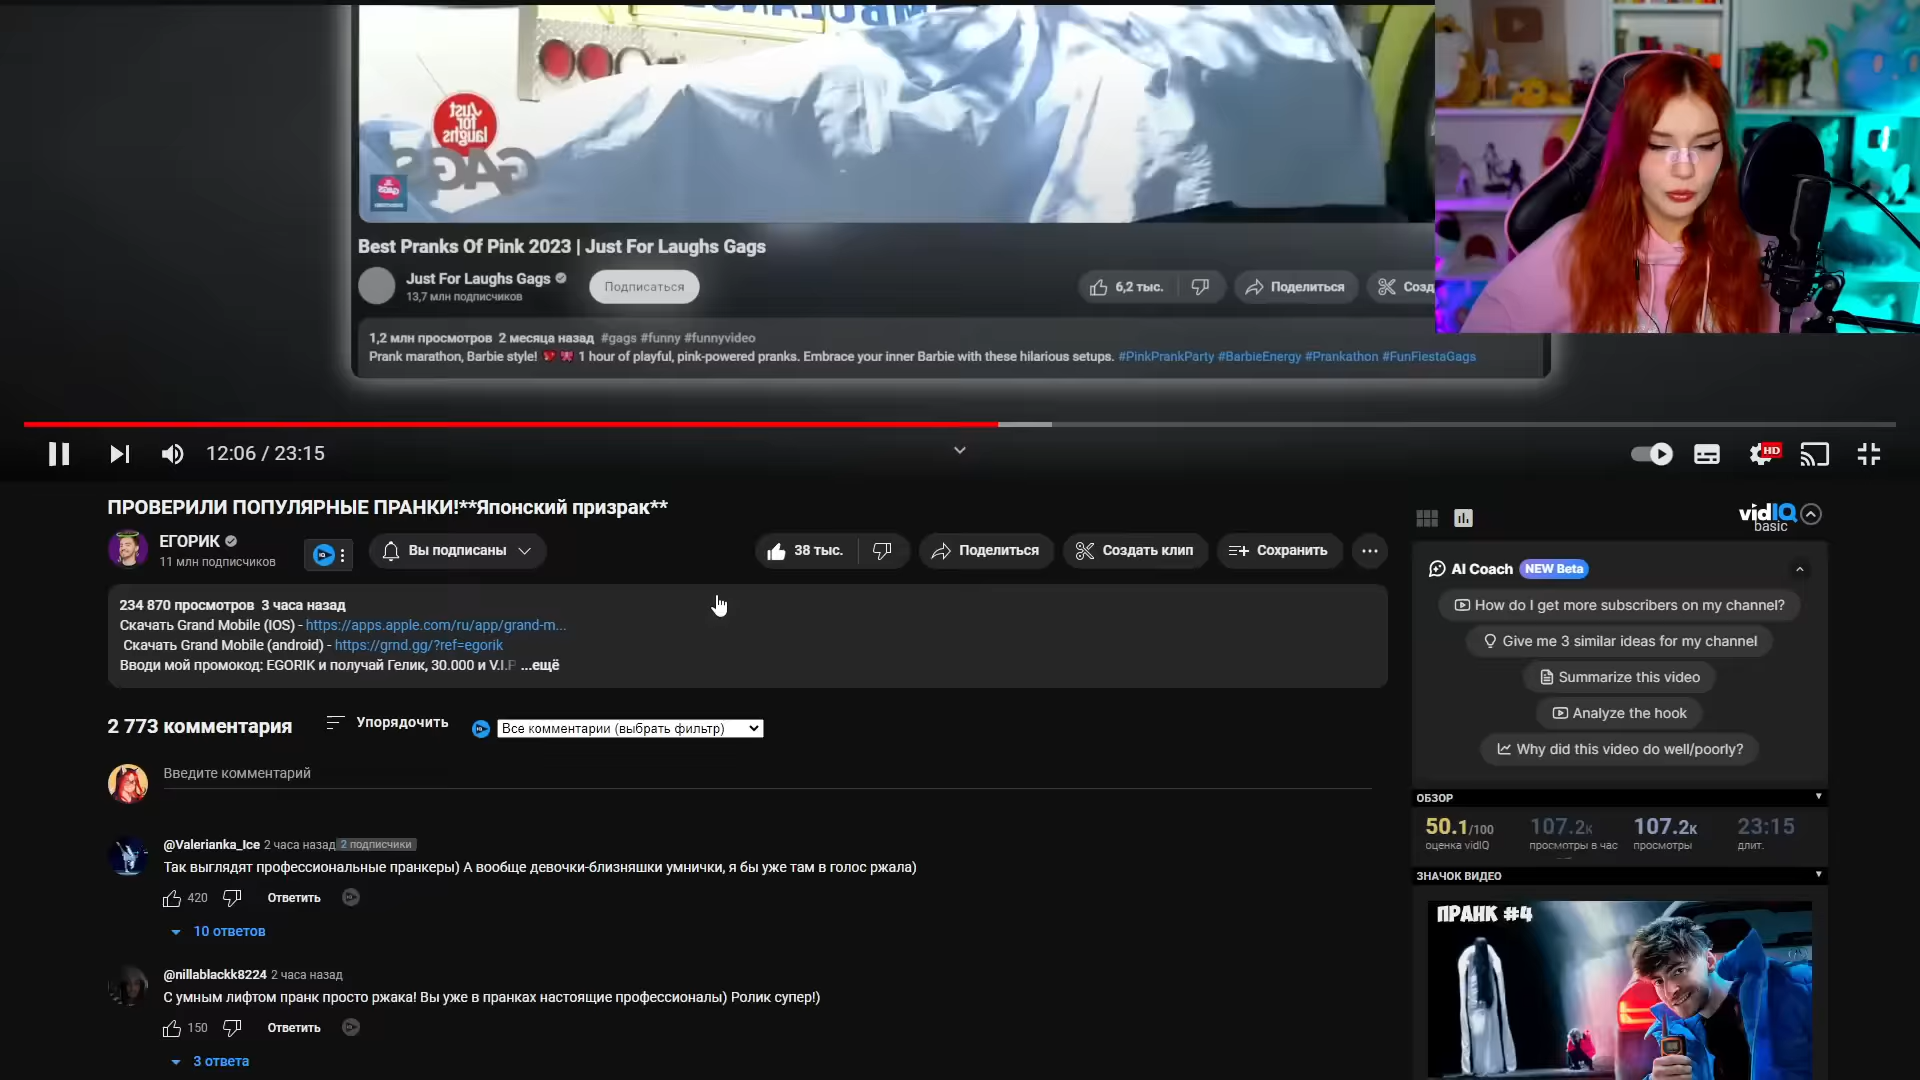 AMBULANCE
Just
for
laughs
GAGS
Best Pranks Of Pink 2023 | Just For Laughs Gags
Just For Laughs Gags
13,7 млн подписчиков
Подписаться
6,2 тыс.
Поделиться
Созд
1,2 млн просмотров 2 месяца назад #gags #funny #funnyvideo
Prank marathon, Barbie style! 1 hour of playful, pink-powered pranks. Embrace your inner Barbie with these hilarious setups. #PinkPrankParty #BarbieEnergy #Prankathon #FunFiestaGags
12:06 / 23:15
HD
ПРОВЕРИЛИ ПОПУЛЯРНЫЕ ПРАНКИ!**Японский призрак**
ЕГОРИК
11 млн подписчиков
Вы подписаны
38 тыс.
Поделиться
Создать клип
Сохранить
234 870 просмотров 3 часа назад
Скачать Grand Mobile (IOS) - https://apps.apple.com/ru/app/grand-m...
Скачать Grand Mobile (android) - https://grnd.gg/?ref=egorik
Вводи мой промокод: EGORIK и получай Гелик, 30.000 и V.I.P ...ещё
2 773 комментария
Упорядочить
Все комментарии (выбрать фильтр)
Введите комментарий
@Valerianka_Ice 2 часа назад 2 подписчики
Так выглядят профессиональные пранкеры) А вообще девочки-близняшки умнички, я бы уже там в голос ржала)
420
Ответить
10 ответов
@nillablackk8224 2 часа назад
С умным лифтом пранк просто ржака! Вы уже в пранках настоящие профессионалы) Ролик супер!)
150
Ответить
3 ответа
vidIQ
basic
AI Coach NEW Beta
How do I get more subscribers on my channel?
Give me 3 similar ideas for my channel
Summarize this video
Analyze the hook
Why did this video do well/poorly?
ОБЗОР
50.1/100
107.2к
107.2к
23:15
оценка vidIQ
просмотры в час
просмотры
длит.
ЗНАЧОК ВИДЕО
ПРАНК #4